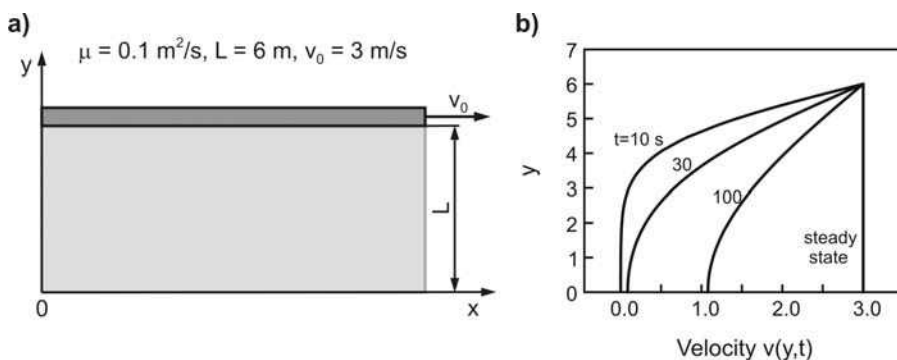 a)
μ = 0.1 m²/s, L = 6 m, v₀ = 3 m/s
y
v₀
L
0
x
b)
7
6
5
4
3
2
1
0
y
t=10 s
30
100
steady
state
0.0 1.0 2.0 3.0
Velocity v(y,t)